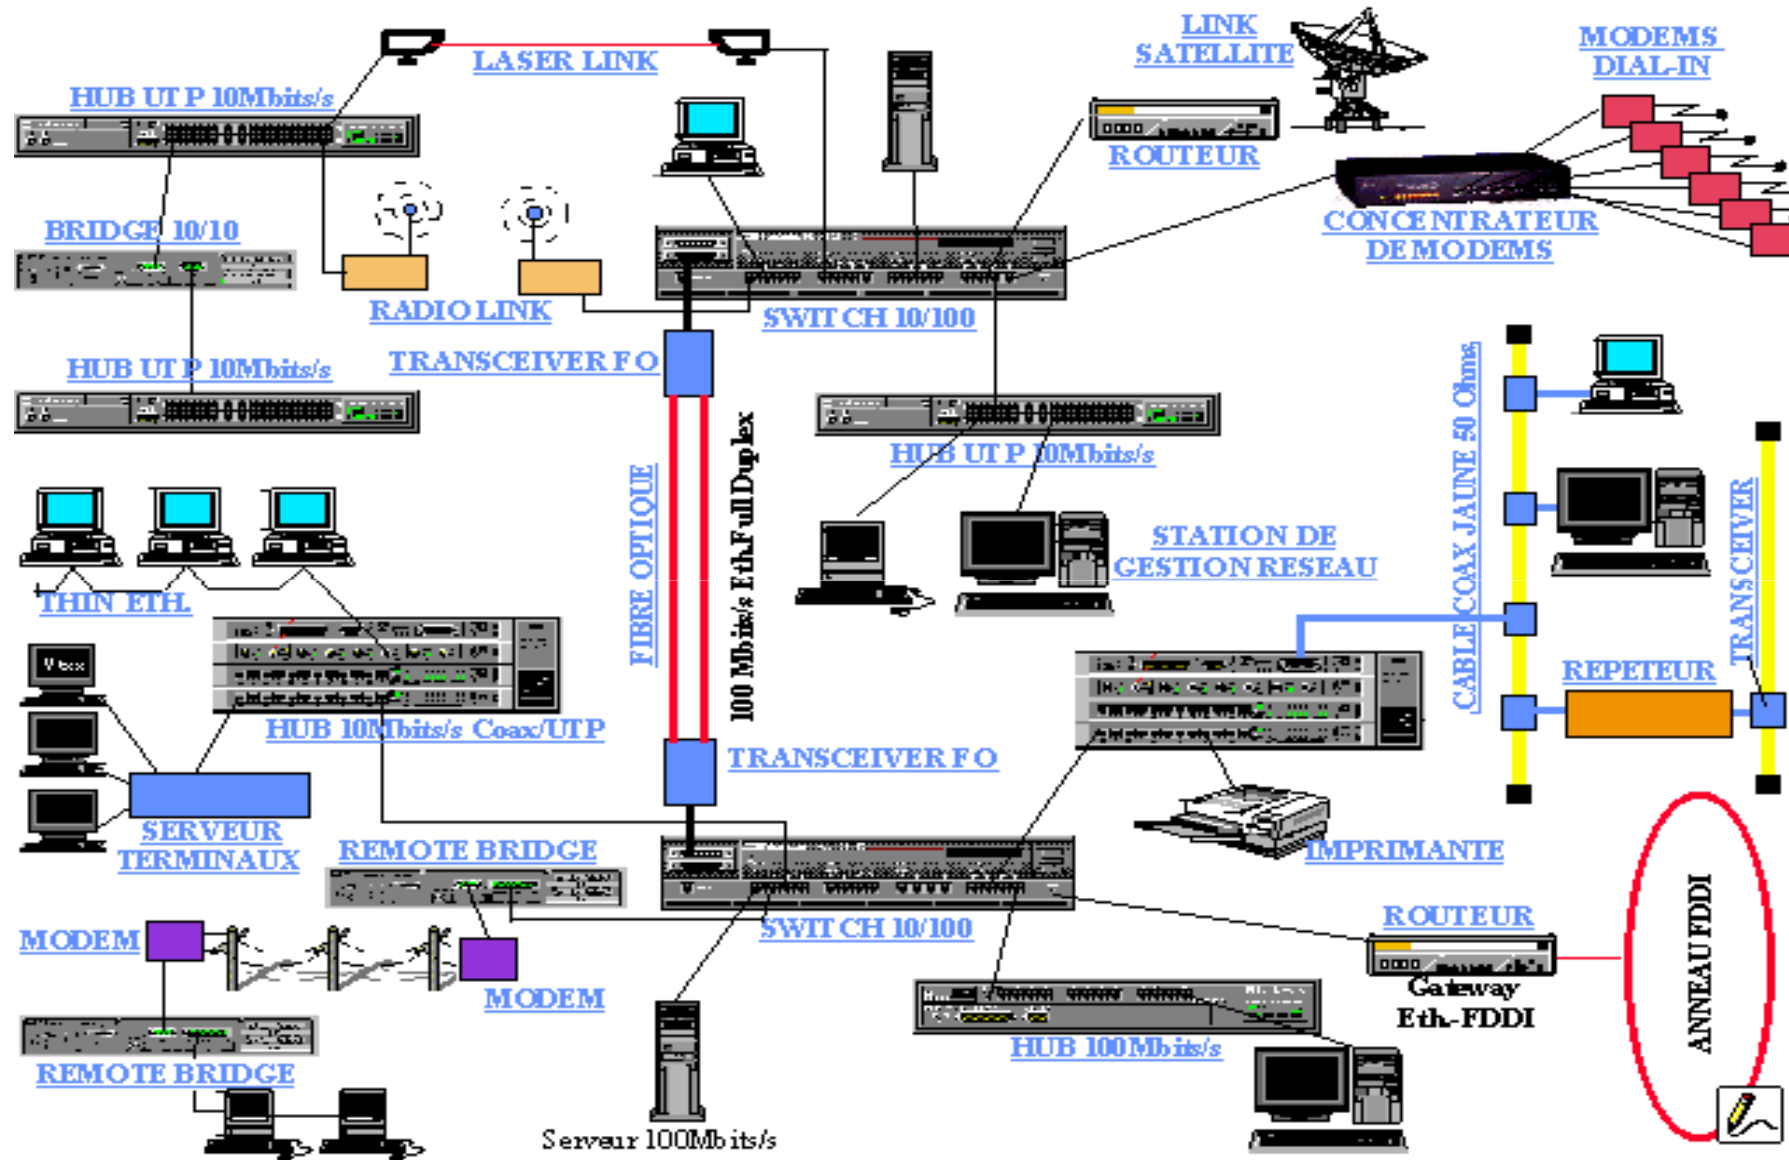 LINK
SATELLITE
MODEMS
DIAL-IN
LASER LINK
HUB UTP 10Mbits/s
ROUTEUR
CONCENTRATEUR
DE MODEMS
BRIDGE 10/10
RADIO LINK
SWITCH 10/100
TRANSCEIVER FO
HUB UTP 10Mbits/s
HUB UTP 10Mbits/s
FIBRE OPTIQUE
100 Mbits/s Eth.Full Duplex
CABLE COAX JAUNE 50 Ohms
TRANSCEIVER
STATION DE
GESTION RESEAU
THIN ETH.
Vtxx
REPETEUR
HUB 10Mbits/s Coax/UTP
TRANSCEIVER FO
SERVEUR
TERMINAUX
REMOTE BRIDGE
IMPRIMANTE
SWITCH 10/100
ROUTEUR
MODEM
MODEM
Gateway
Eth.-FDDI
ANNEAU FDDI
HUB 100Mbits/s
REMOTE BRIDGE
Serveur 100Mbits/s